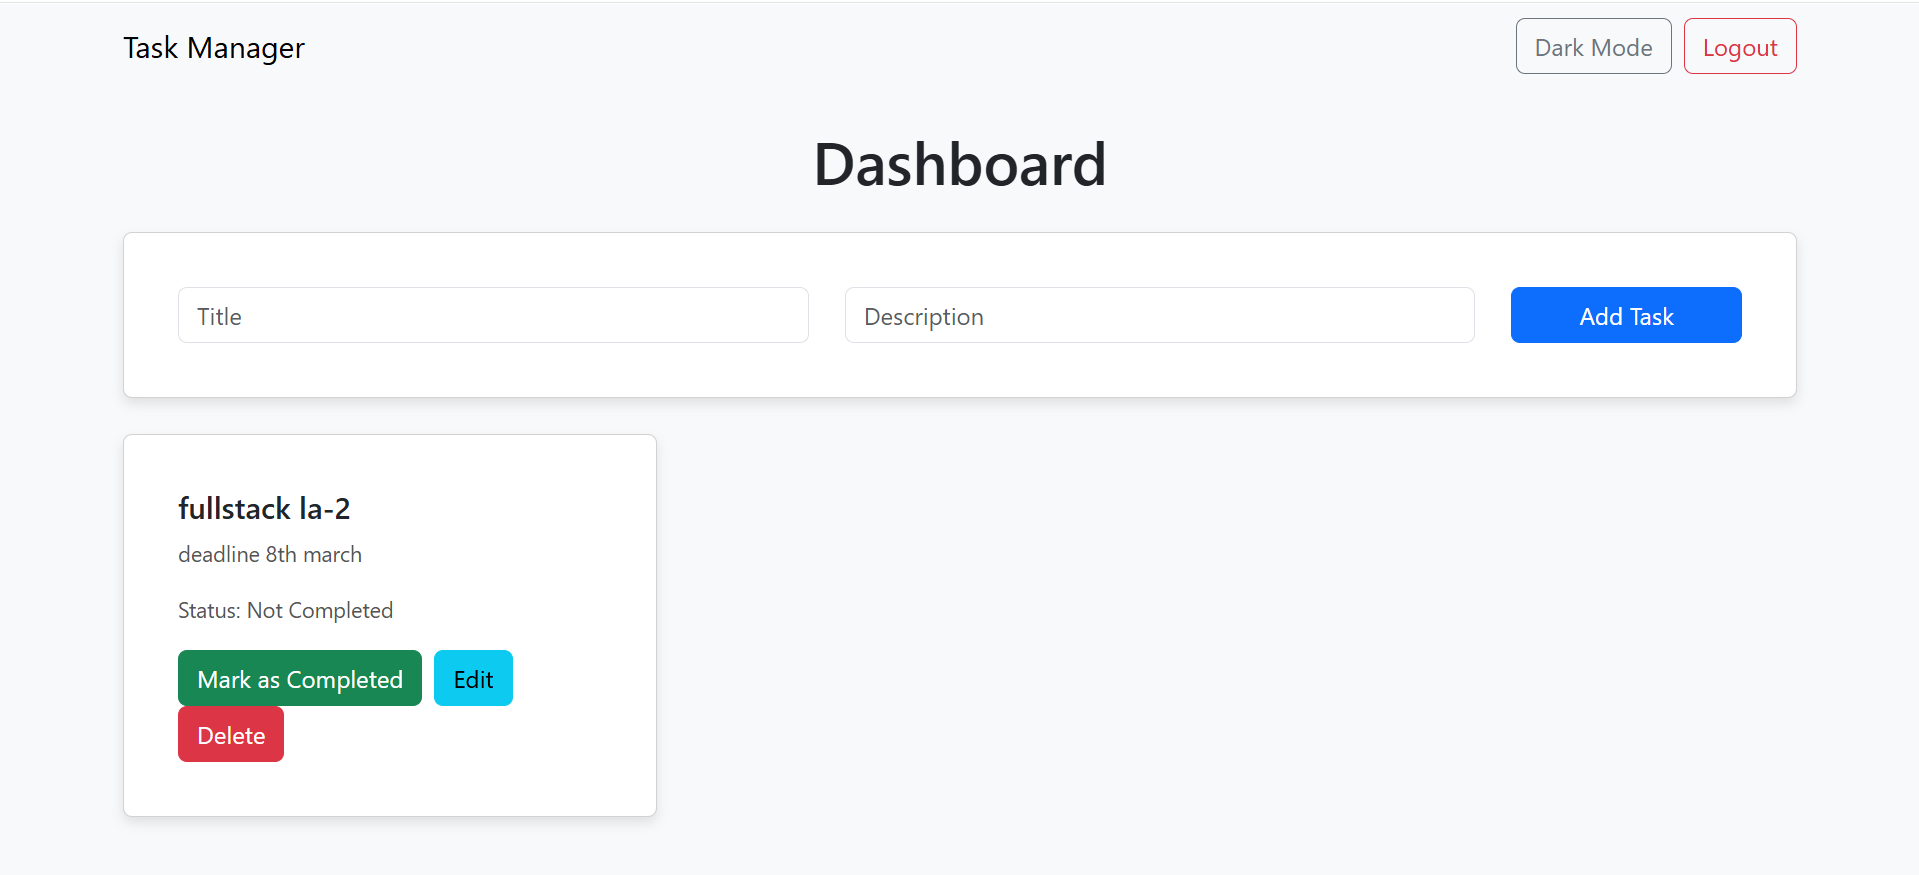 Task Manager
Dark Mode
Logout
Dashboard
Title
Description
Add Task
fullstack la-2
deadline 8th march
Status: Not Completed
Mark as Completed
Edit
Delete